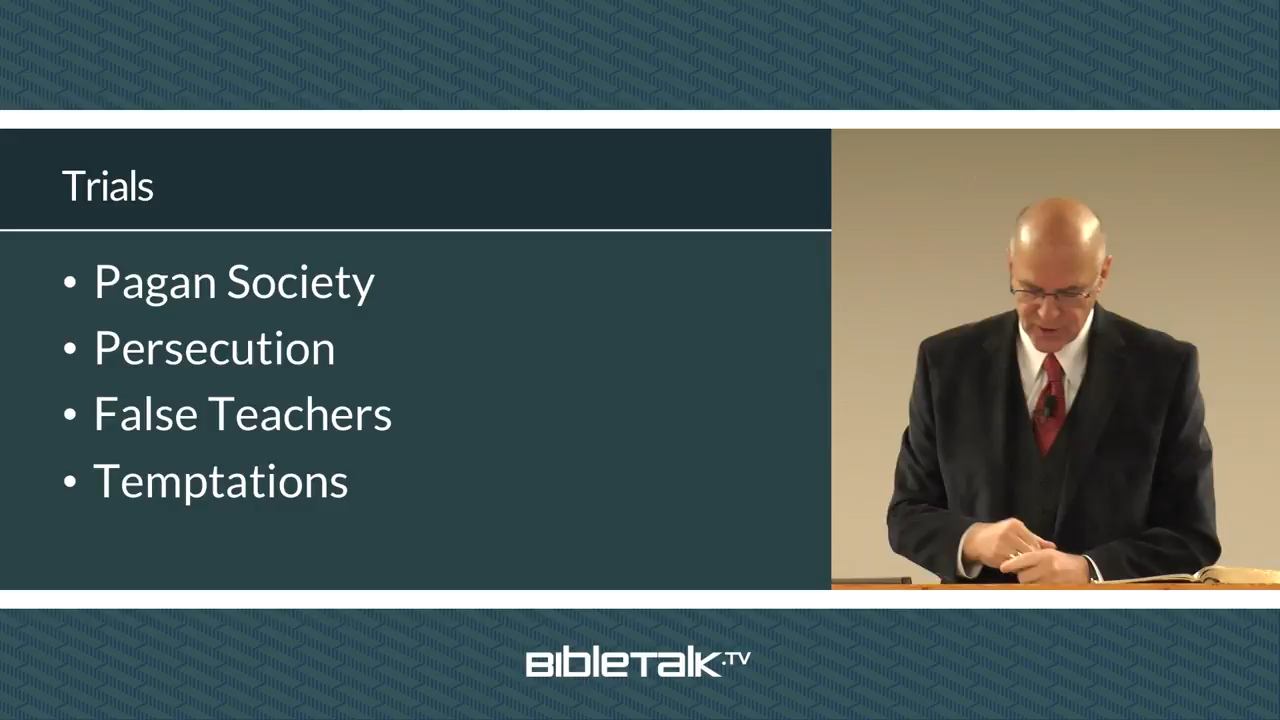 Trials
• Pagan Society
• Persecution
• False Teachers
• Temptations
BibleTalk.TV